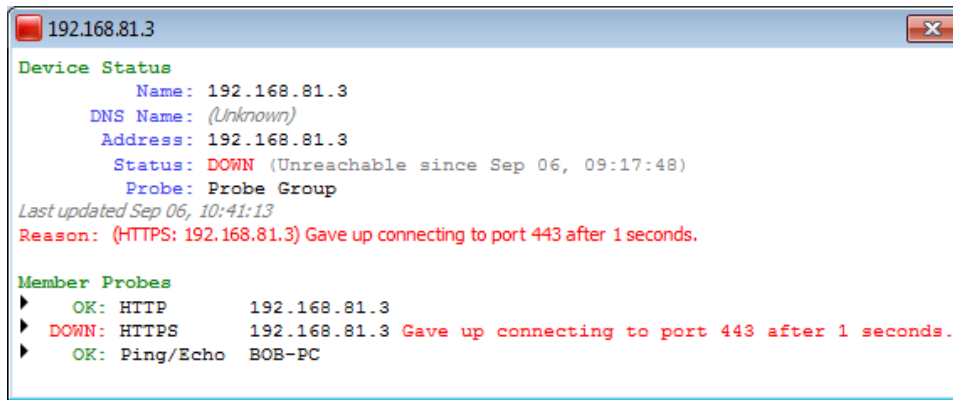 192.168.81.3
Device Status
Name: 192.168.81.3
DNS Name: (Unknown)
Address: 192.168.81.3
Status: DOWN (Unreachable since Sep 06, 09:17:48)
Probe: Probe Group
Last updated Sep 06, 10:41:13
Reason: (HTTPS: 192.168.81.3) Gave up connecting to port 443 after 1 seconds.
Member Probes
OK: HTTP 192.168.81.3
DOWN: HTTPS 192.168.81.3 Gave up connecting to port 443 after 1 seconds.
OK: Ping/Echo BOB-PC